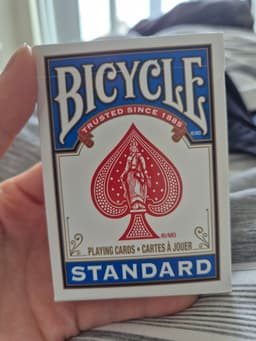 BICYCLE
TRUSTED SINCE 1885
PLAYING CARDS • CARTES À JOUER
STANDARD